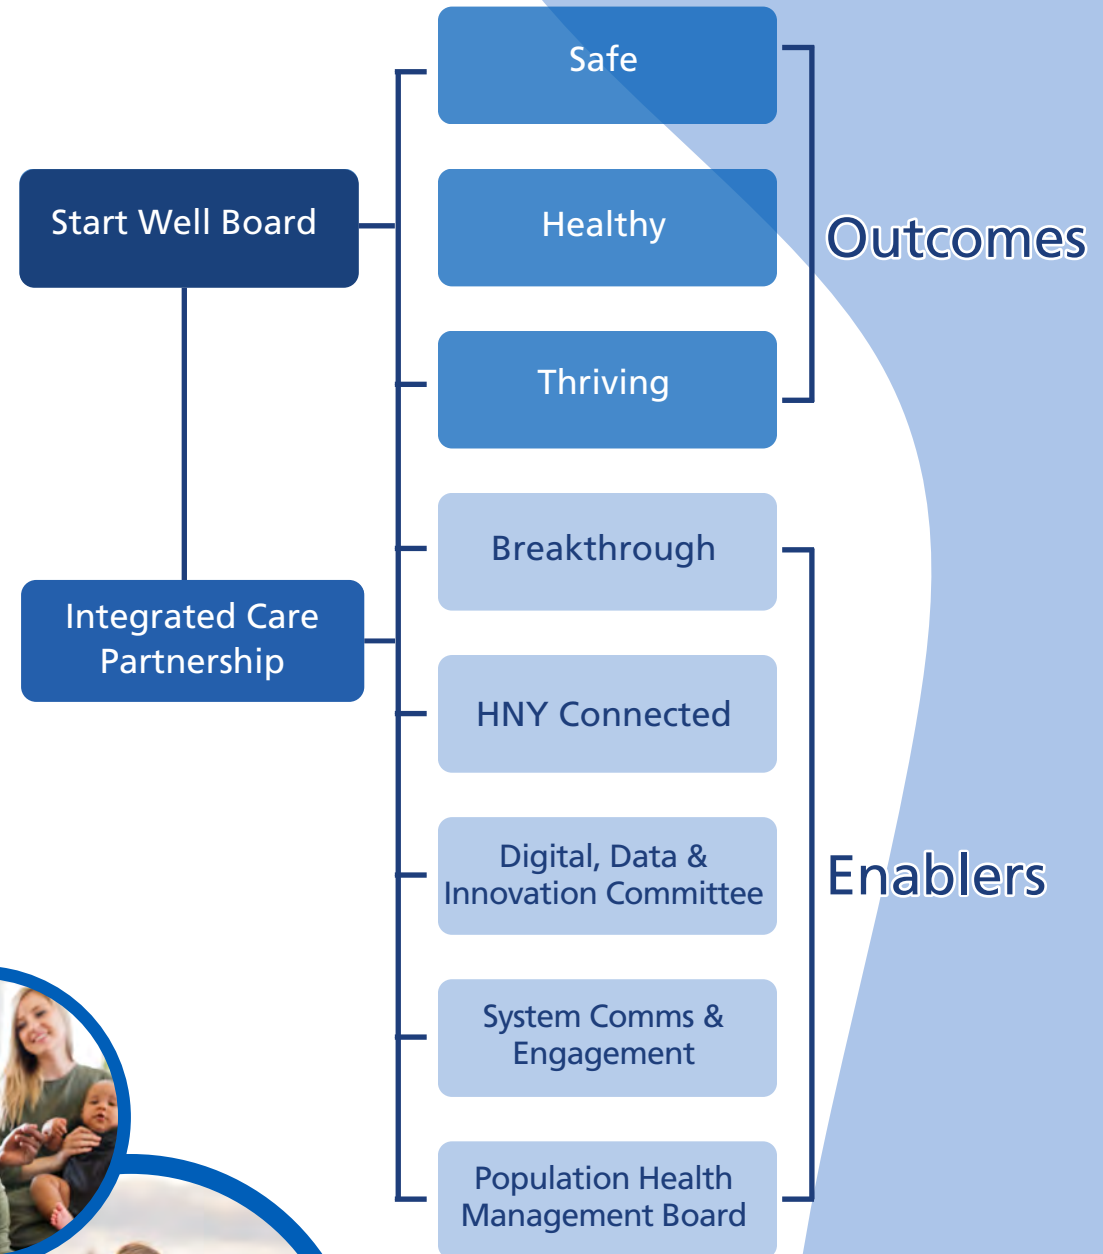 Safe
Start Well Board
Healthy
Outcomes
Thriving
Breakthrough
Integrated Care
Partnership
HNY Connected
Digital, Data &
Innovation Committee
Enablers
System Comms &
Engagement
Population Health
Management Board